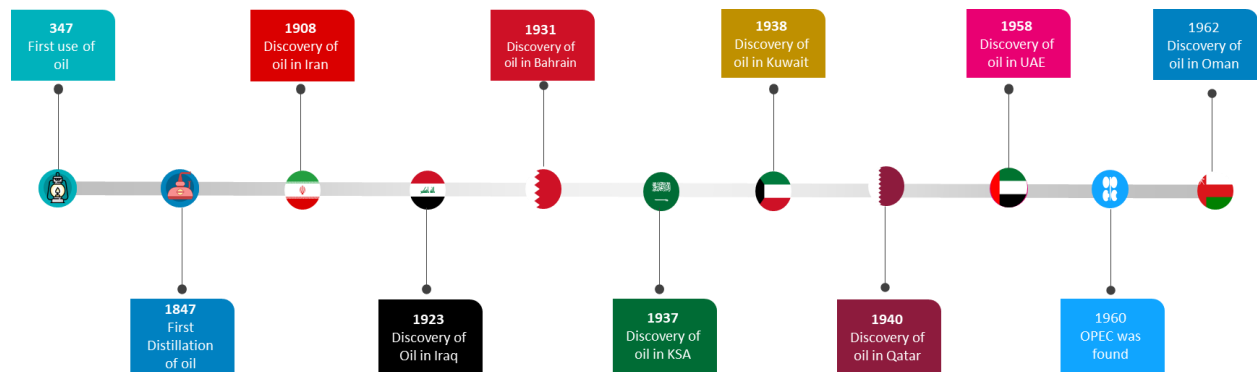 347
First use of
oil
1908
Discovery of
oil in Iran
1931
Discovery of
oil in Bahrain
1938
Discovery of
oil in Kuwait
1958
Discovery of
oil in UAE
1962
Discovery of
oil in Oman
1847
First
Distillation
of oil
1923
Discovery of
Oil in Iraq
1937
Discovery of
oil in KSA
1940
Discovery of
oil in Qatar
1960
OPEC was
found